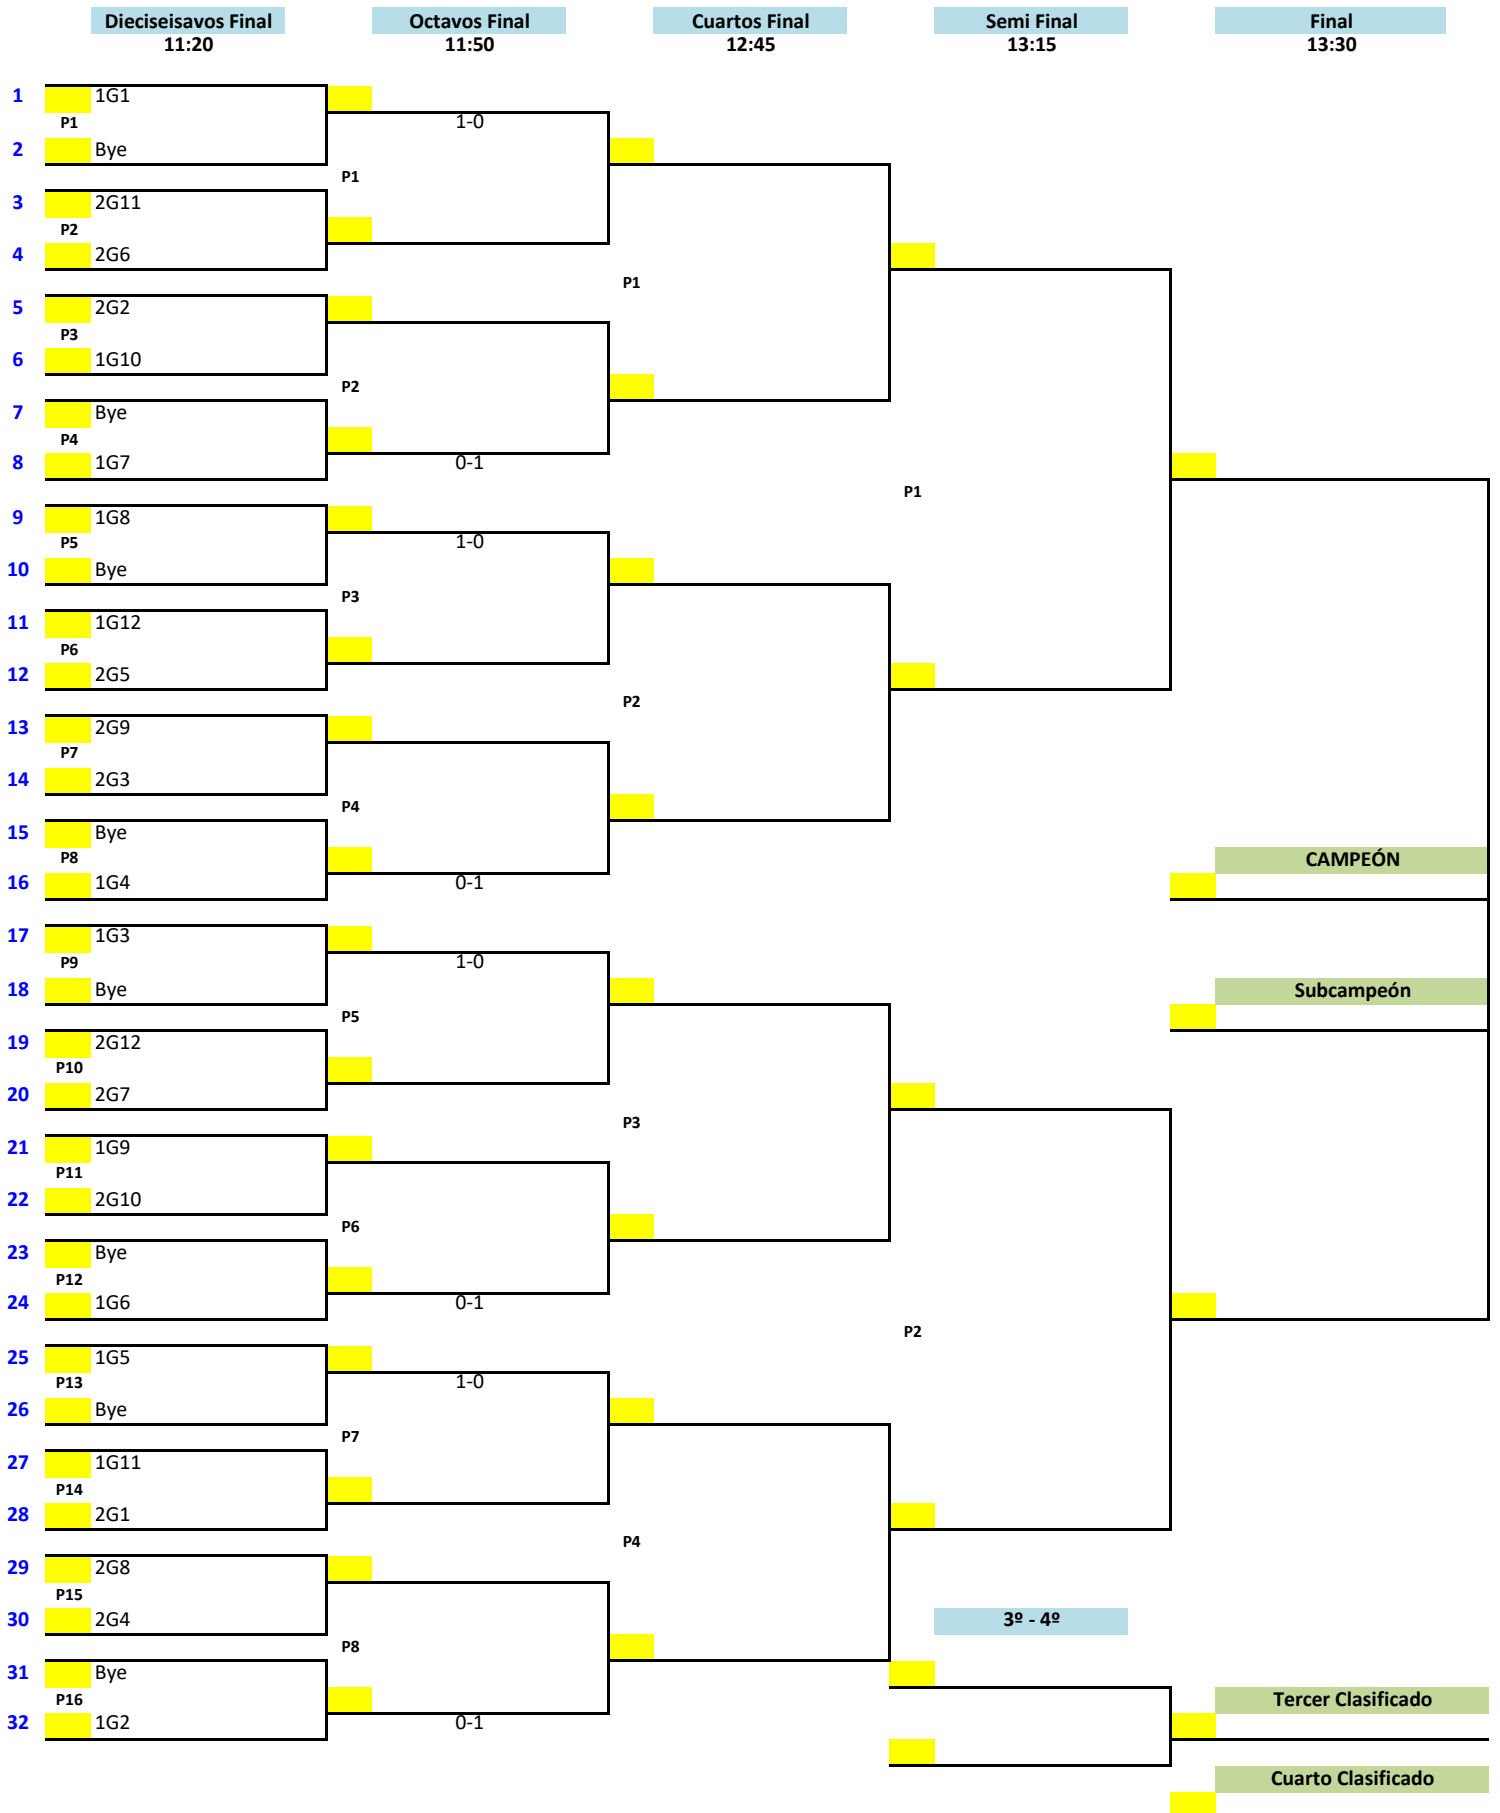 Dieciseisavos Final Octavos Final Cuartos Final Semi Final Final
11:20 11:50 12:45 13:15 13:30
1 1G1
P1 1-0
2 Bye
P1
3 2G11
P2
4 2G6
P1
5 2G2
P3
6 1G10
P2
7 Bye
P4
8 1G7 0-1
P1
9 1G8
P5 1-0
10 Bye
P3
11 1G12
P6
12 2G5
P2
13 2G9
P7
14 2G3
P4
15 Bye
P8 CAMPEÓN
16 1G4 0-1
17 1G3
P9 1-0
18 Bye Subcampeón
P5
19 2G12
P10
20 2G7
P3
21 1G9
P11
22 2G10
P6
23 Bye
P12
24 1G6 0-1
P2
25 1G5
P13 1-0
26 Bye
P7
27 1G11
P14
28 2G1
P4
29 2G8
P15
30 2G4 3º - 4º
P8
31 Bye
P16 Tercer Clasificado
32 1G2 0-1
Cuarto Clasificado